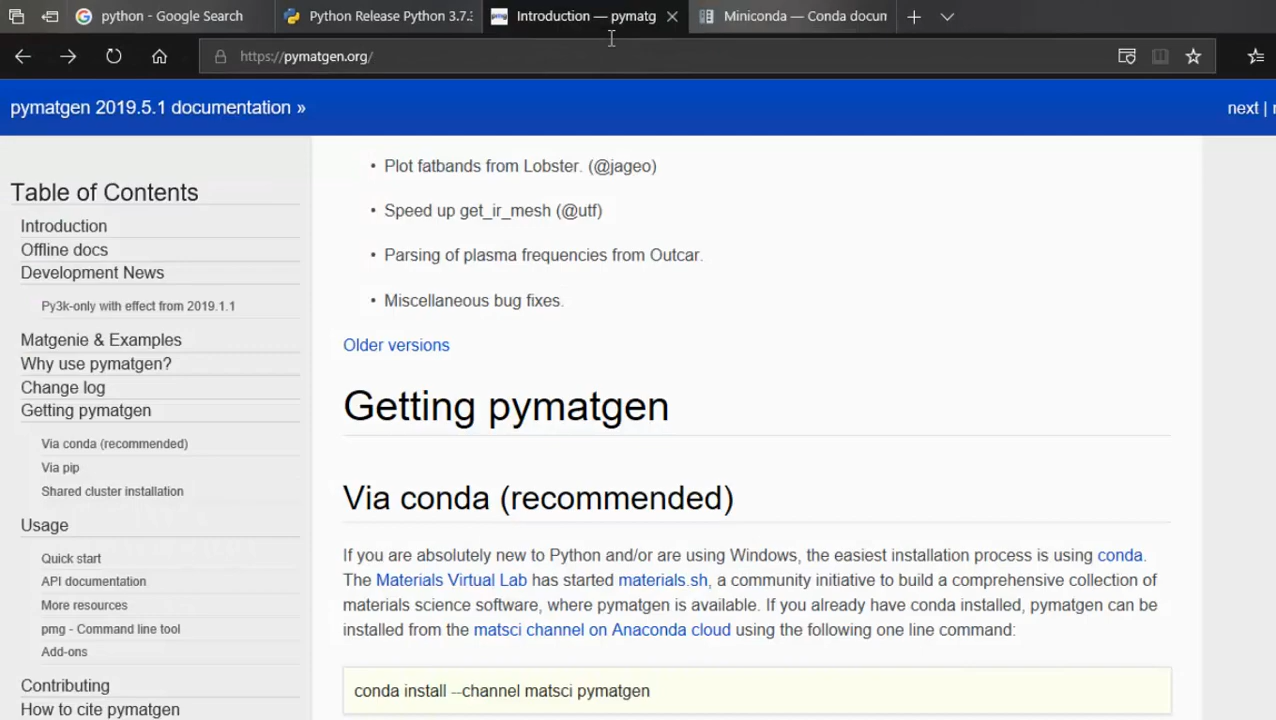 python - Google Search
Python Release Python 3.7.3
Introduction — pymatg
Miniconda — Conda docun
https://pymatgen.org/
pymatgen 2019.5.1 documentation »
next |
Table of Contents
Introduction
Offline docs
Development News
Py3k-only with effect from 2019.1.1
Matgenie & Examples
Why use pymatgen?
Change log
Getting pymatgen
Via conda (recommended)
Via pip
Shared cluster installation
Usage
Quick start
API documentation
More resources
pmg - Command line tool
Add-ons
Contributing
How to cite pymatgen
• Plot fatbands from Lobster. (@jageo)
• Speed up get_ir_mesh (@utf)
• Parsing of plasma frequencies from Outcar.
• Miscellaneous bug fixes.
Older versions
Getting pymatgen
Via conda (recommended)
If you are absolutely new to Python and/or are using Windows, the easiest installation process is using conda.
The Materials Virtual Lab has started materials.sh, a community initiative to build a comprehensive collection of
materials science software, where pymatgen is available. If you already have conda installed, pymatgen can be
installed from the matsci channel on Anaconda cloud using the following one line command:
conda install --channel matsci pymatgen